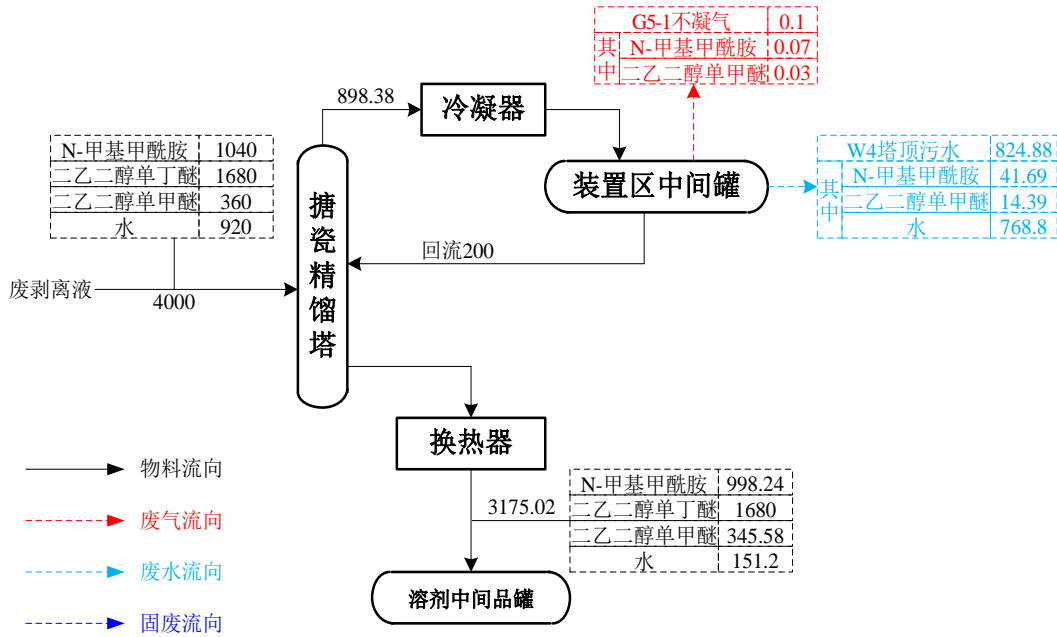 G5-1不凝气 0.1
其中 N-甲基甲酰胺 0.07
二乙二醇单甲醚 0.03
898.38
冷凝器
N-甲基甲酰胺 1040
二乙二醇单丁醚 1680
二乙二醇单甲醚 360
水 920
W4塔顶污水 824.88
其中 N-甲基甲酰胺 41.69
二乙二醇单甲醚 14.39
水 768.8
装置区中间罐
搪瓷精馏塔
回流200
废剥离液
4000
换热器
物料流向
N-甲基甲酰胺 998.24
3175.02
二乙二醇单丁醚 1680
二乙二醇单甲醚 345.58
水 151.2
废气流向
废水流向
溶剂中间品罐
固废流向